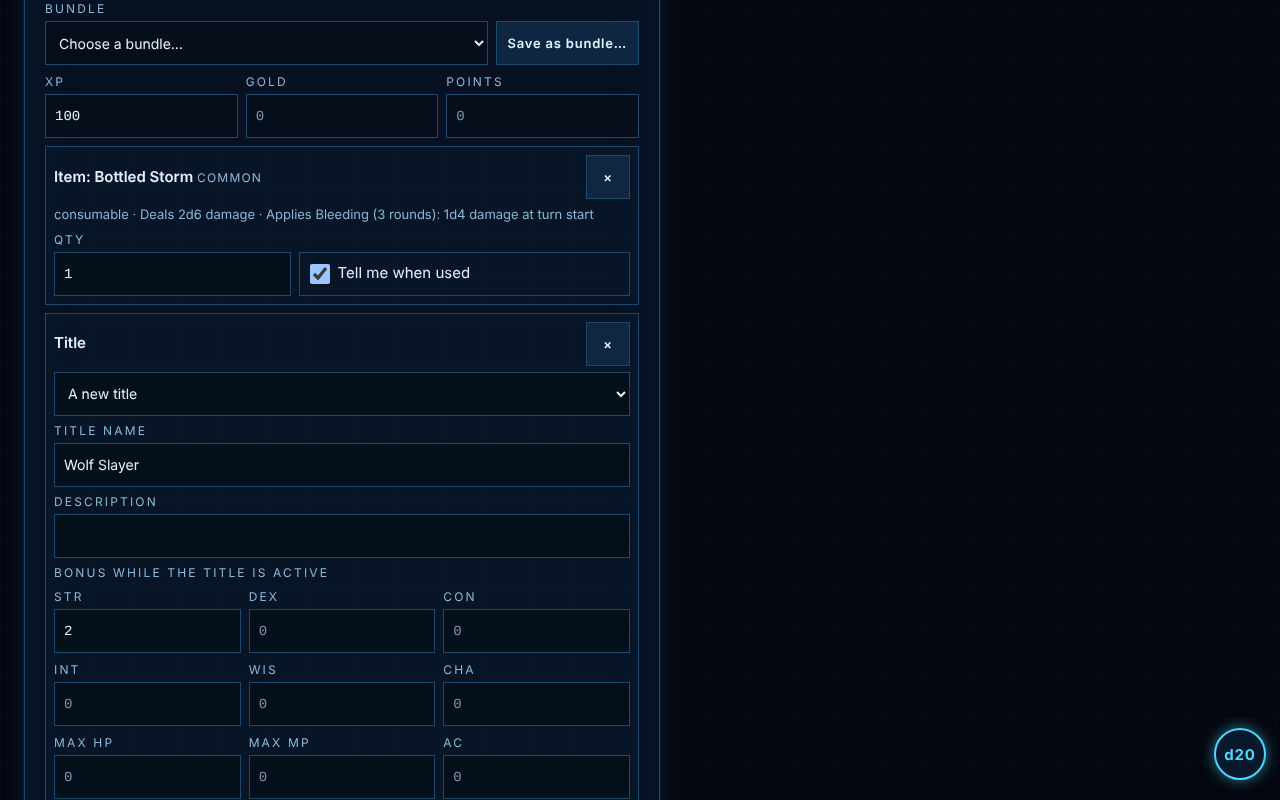 BUNDLE
Choose a bundle... Save as bundle...
XP GOLD POINTS
100 0 0
Item: Bottled Storm COMMON ×
consumable · Deals 2d6 damage · Applies Bleeding (3 rounds): 1d4 damage at turn start
QTY
1 Tell me when used
Title ×
A new title
TITLE NAME
Wolf Slayer
DESCRIPTION
BONUS WHILE THE TITLE IS ACTIVE
STR DEX CON
2 0 0
INT WIS CHA
0 0 0
MAX HP MAX MP AC
0 0 0
d20